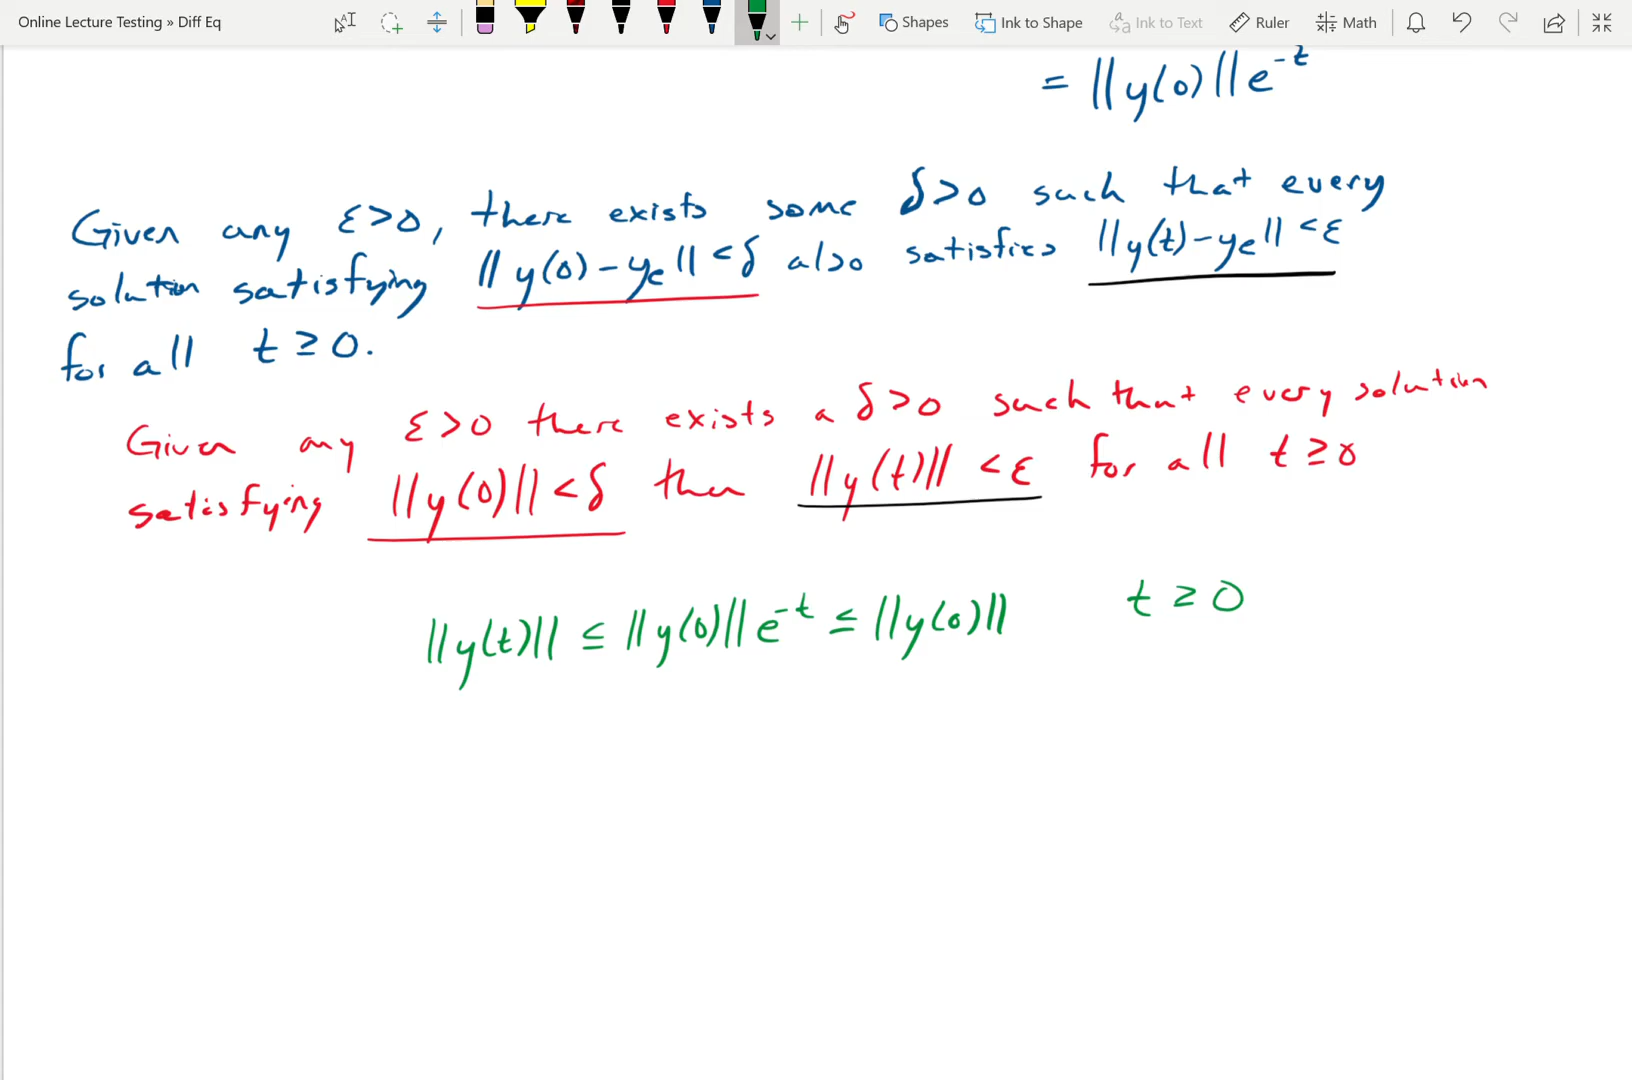 Online Lecture Testing » Diff Eq
Shapes
Ink to Shape
Ink to Text
Ruler
Math
= ||y(0)||e^-t
Given any ε>0, there exists some δ>0 such that every
solution satisfying ||y(0)-y_e||<δ also satisfies ||y(t)-y_e||<ε
for all t≥0.
Given any ε>0 there exists a δ>0 such that every solution
satisfying ||y(0)||<δ then ||y(t)||<ε for all t≥0
||y(t)|| ≤ ||y(0)||e^-t ≤ ||y(0)|| t≥0